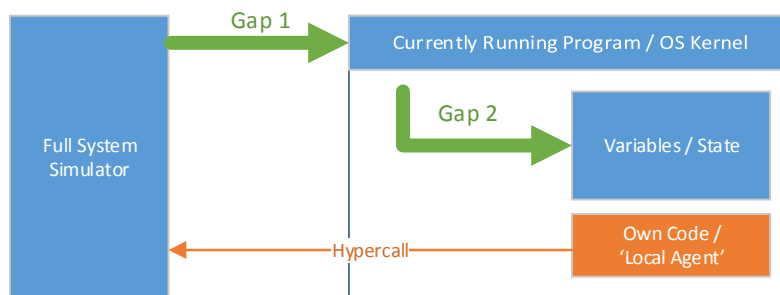 Gap 1
Currently Running Program / OS Kernel
Gap 2
Full System
Simulator
Variables / State
Own Code /
‘Local Agent’
Hypercall